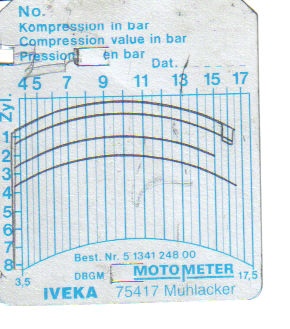 No.
Kompression in bar
Compression value in bar
Pression en bar
Dat.
4 5 7 9 11 13 15 17
Zyl.
1
2
3
4
5
6
7
8
3,5 17,5
Best. Nr. 5 1341 248 00
DBGM MOTOMETER
IVEKA 75417 Muhlacker